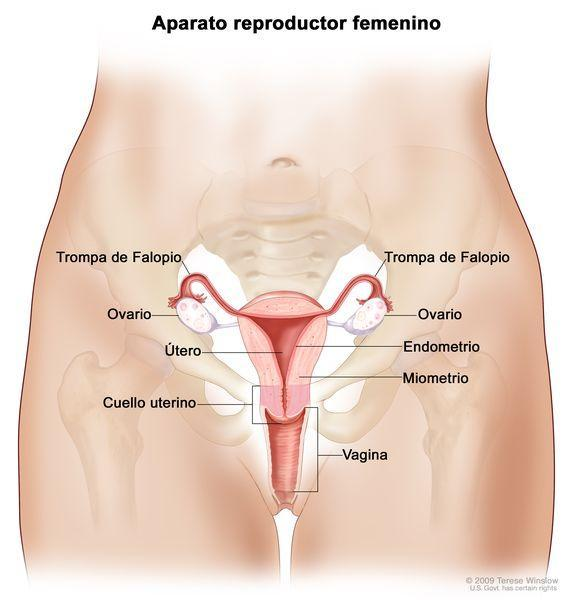 Aparato reproductor femenino
Trompa de Falopio
Trompa de Falopio
Ovario
Ovario
Útero
Endometrio
Miometrio
Cuello uterino
Vagina
© 2009 Terese Winslow
U.S. Govt. has certain rights